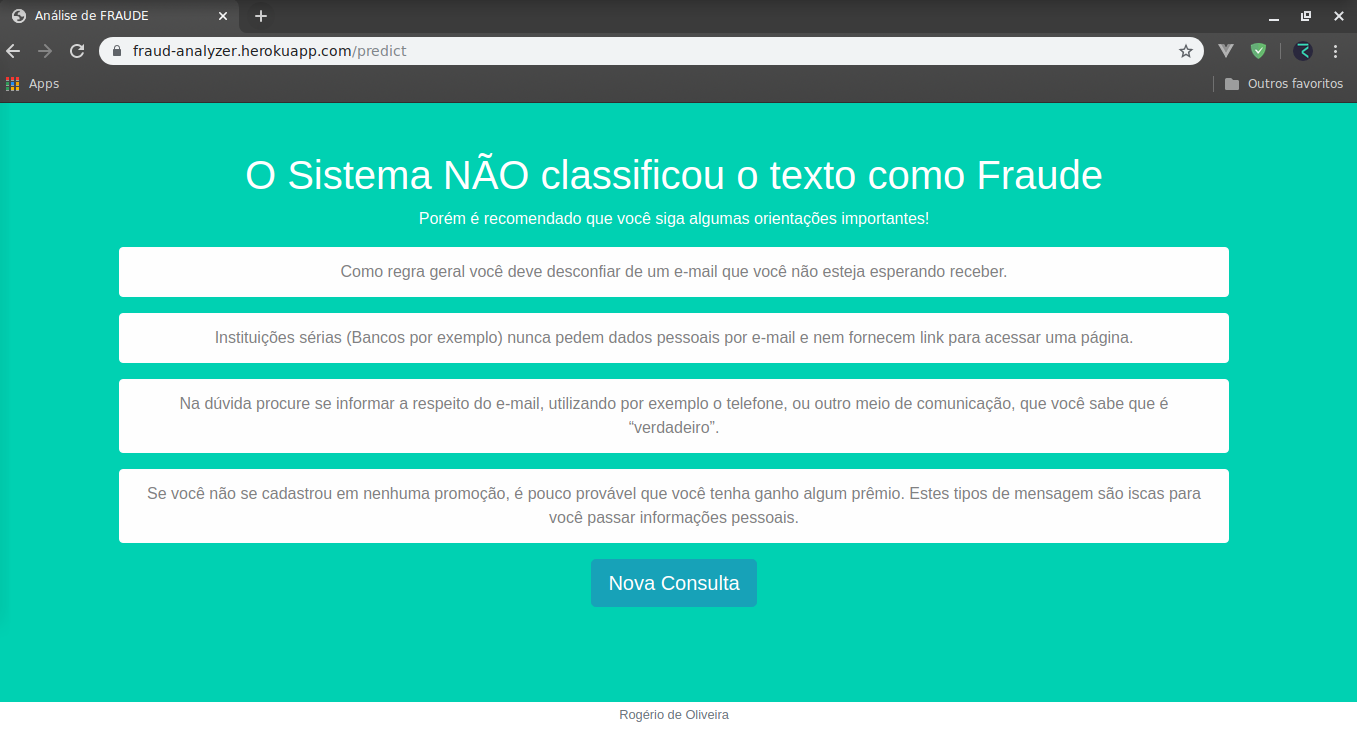 Análise de FRAUDE
fraud-analyzer.herokuapp.com/predict
Apps
Outros favoritos
O Sistema NÃO classificou o texto como Fraude
Porém é recomendado que você siga algumas orientações importantes!
Como regra geral você deve desconfiar de um e-mail que você não esteja esperando receber.
Instituições sérias (Bancos por exemplo) nunca pedem dados pessoais por e-mail e nem fornecem link para acessar uma página.
Na dúvida procure se informar a respeito do e-mail, utilizando por exemplo o telefone, ou outro meio de comunicação, que você sabe que é
“verdadeiro”.
Se você não se cadastrou em nenhuma promoção, é pouco provável que você tenha ganho algum prêmio. Estes tipos de mensagem são iscas para
você passar informações pessoais.
Nova Consulta
Rogério de Oliveira